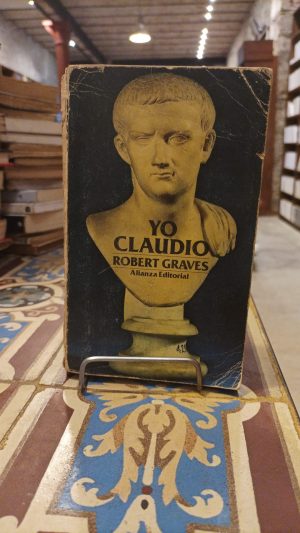 YO
CLAUDIO
ROBERT GRAVES
Alianza Editorial